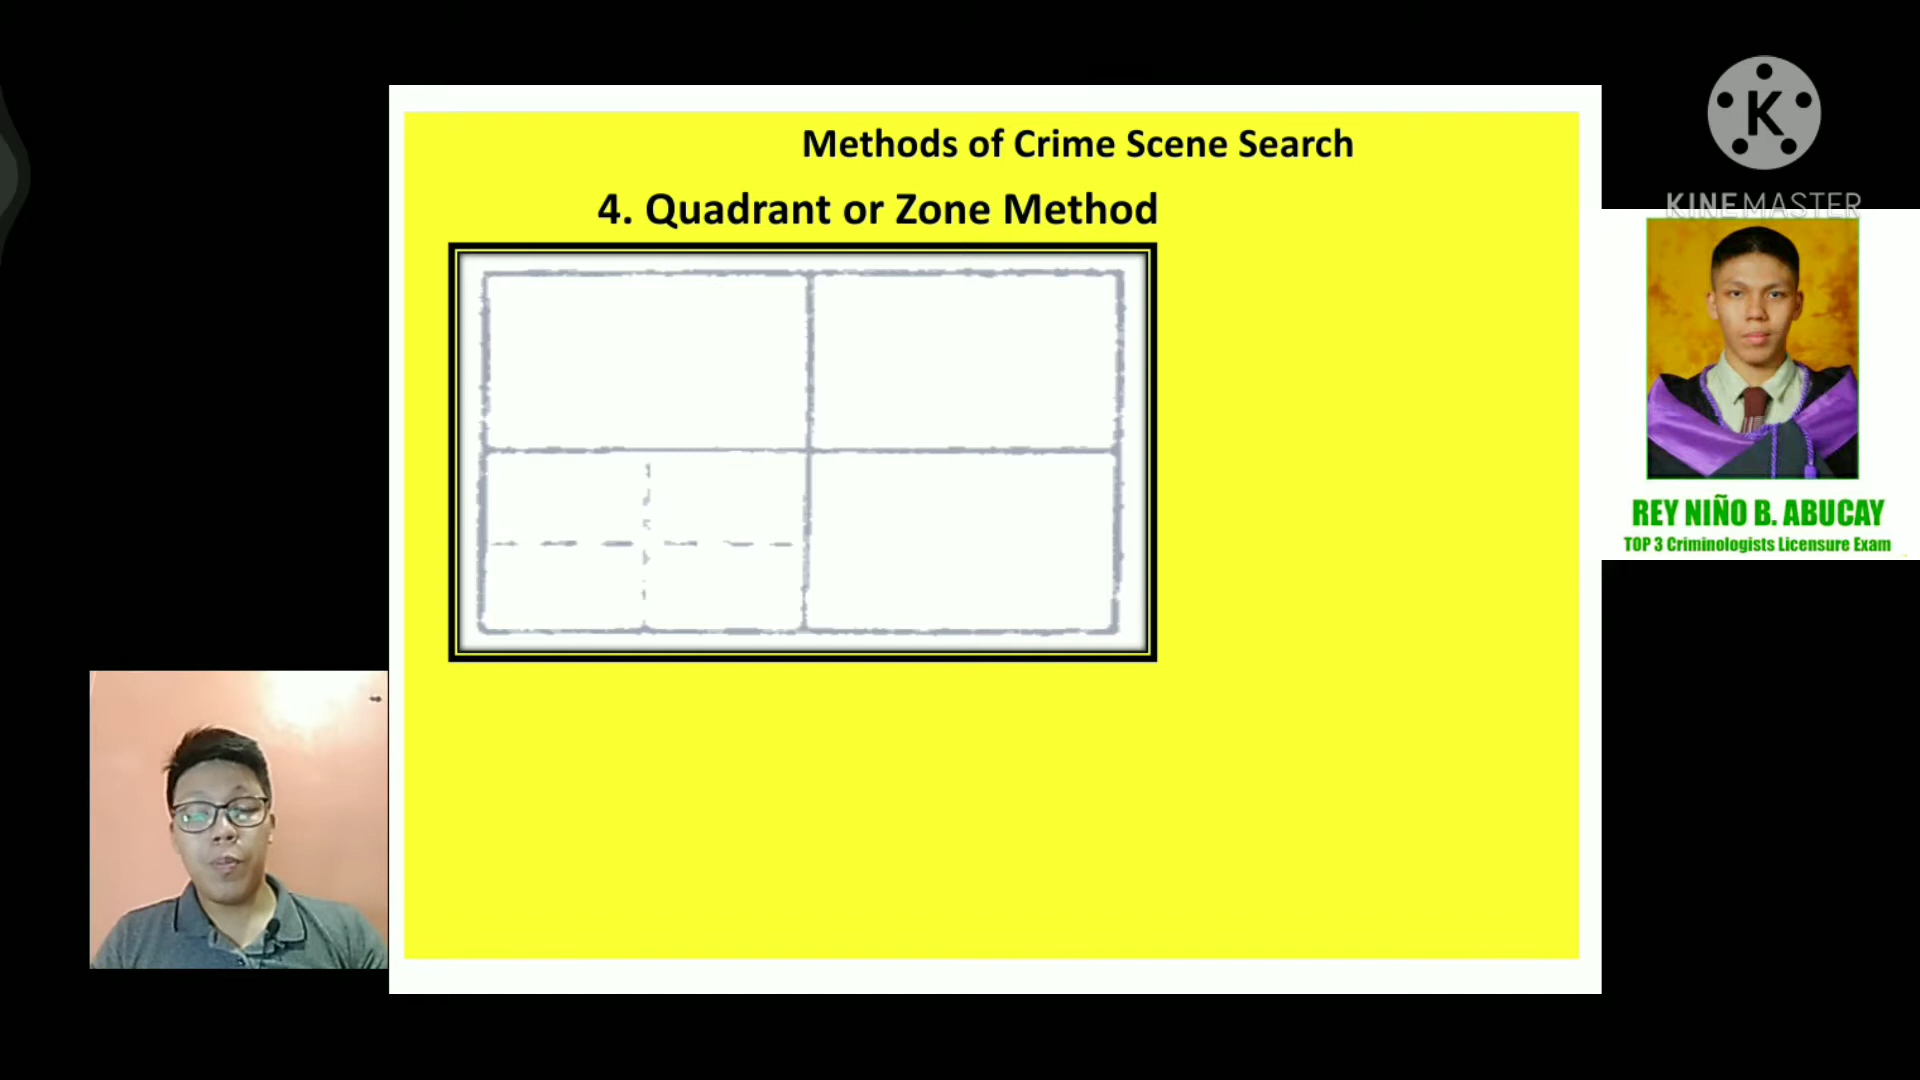 Methods of Crime Scene Search
4. Quadrant or Zone Method
K
KINEMASTER
REY NIÑO B. ABUCAY
TOP 3 Criminologists Licensure Exam